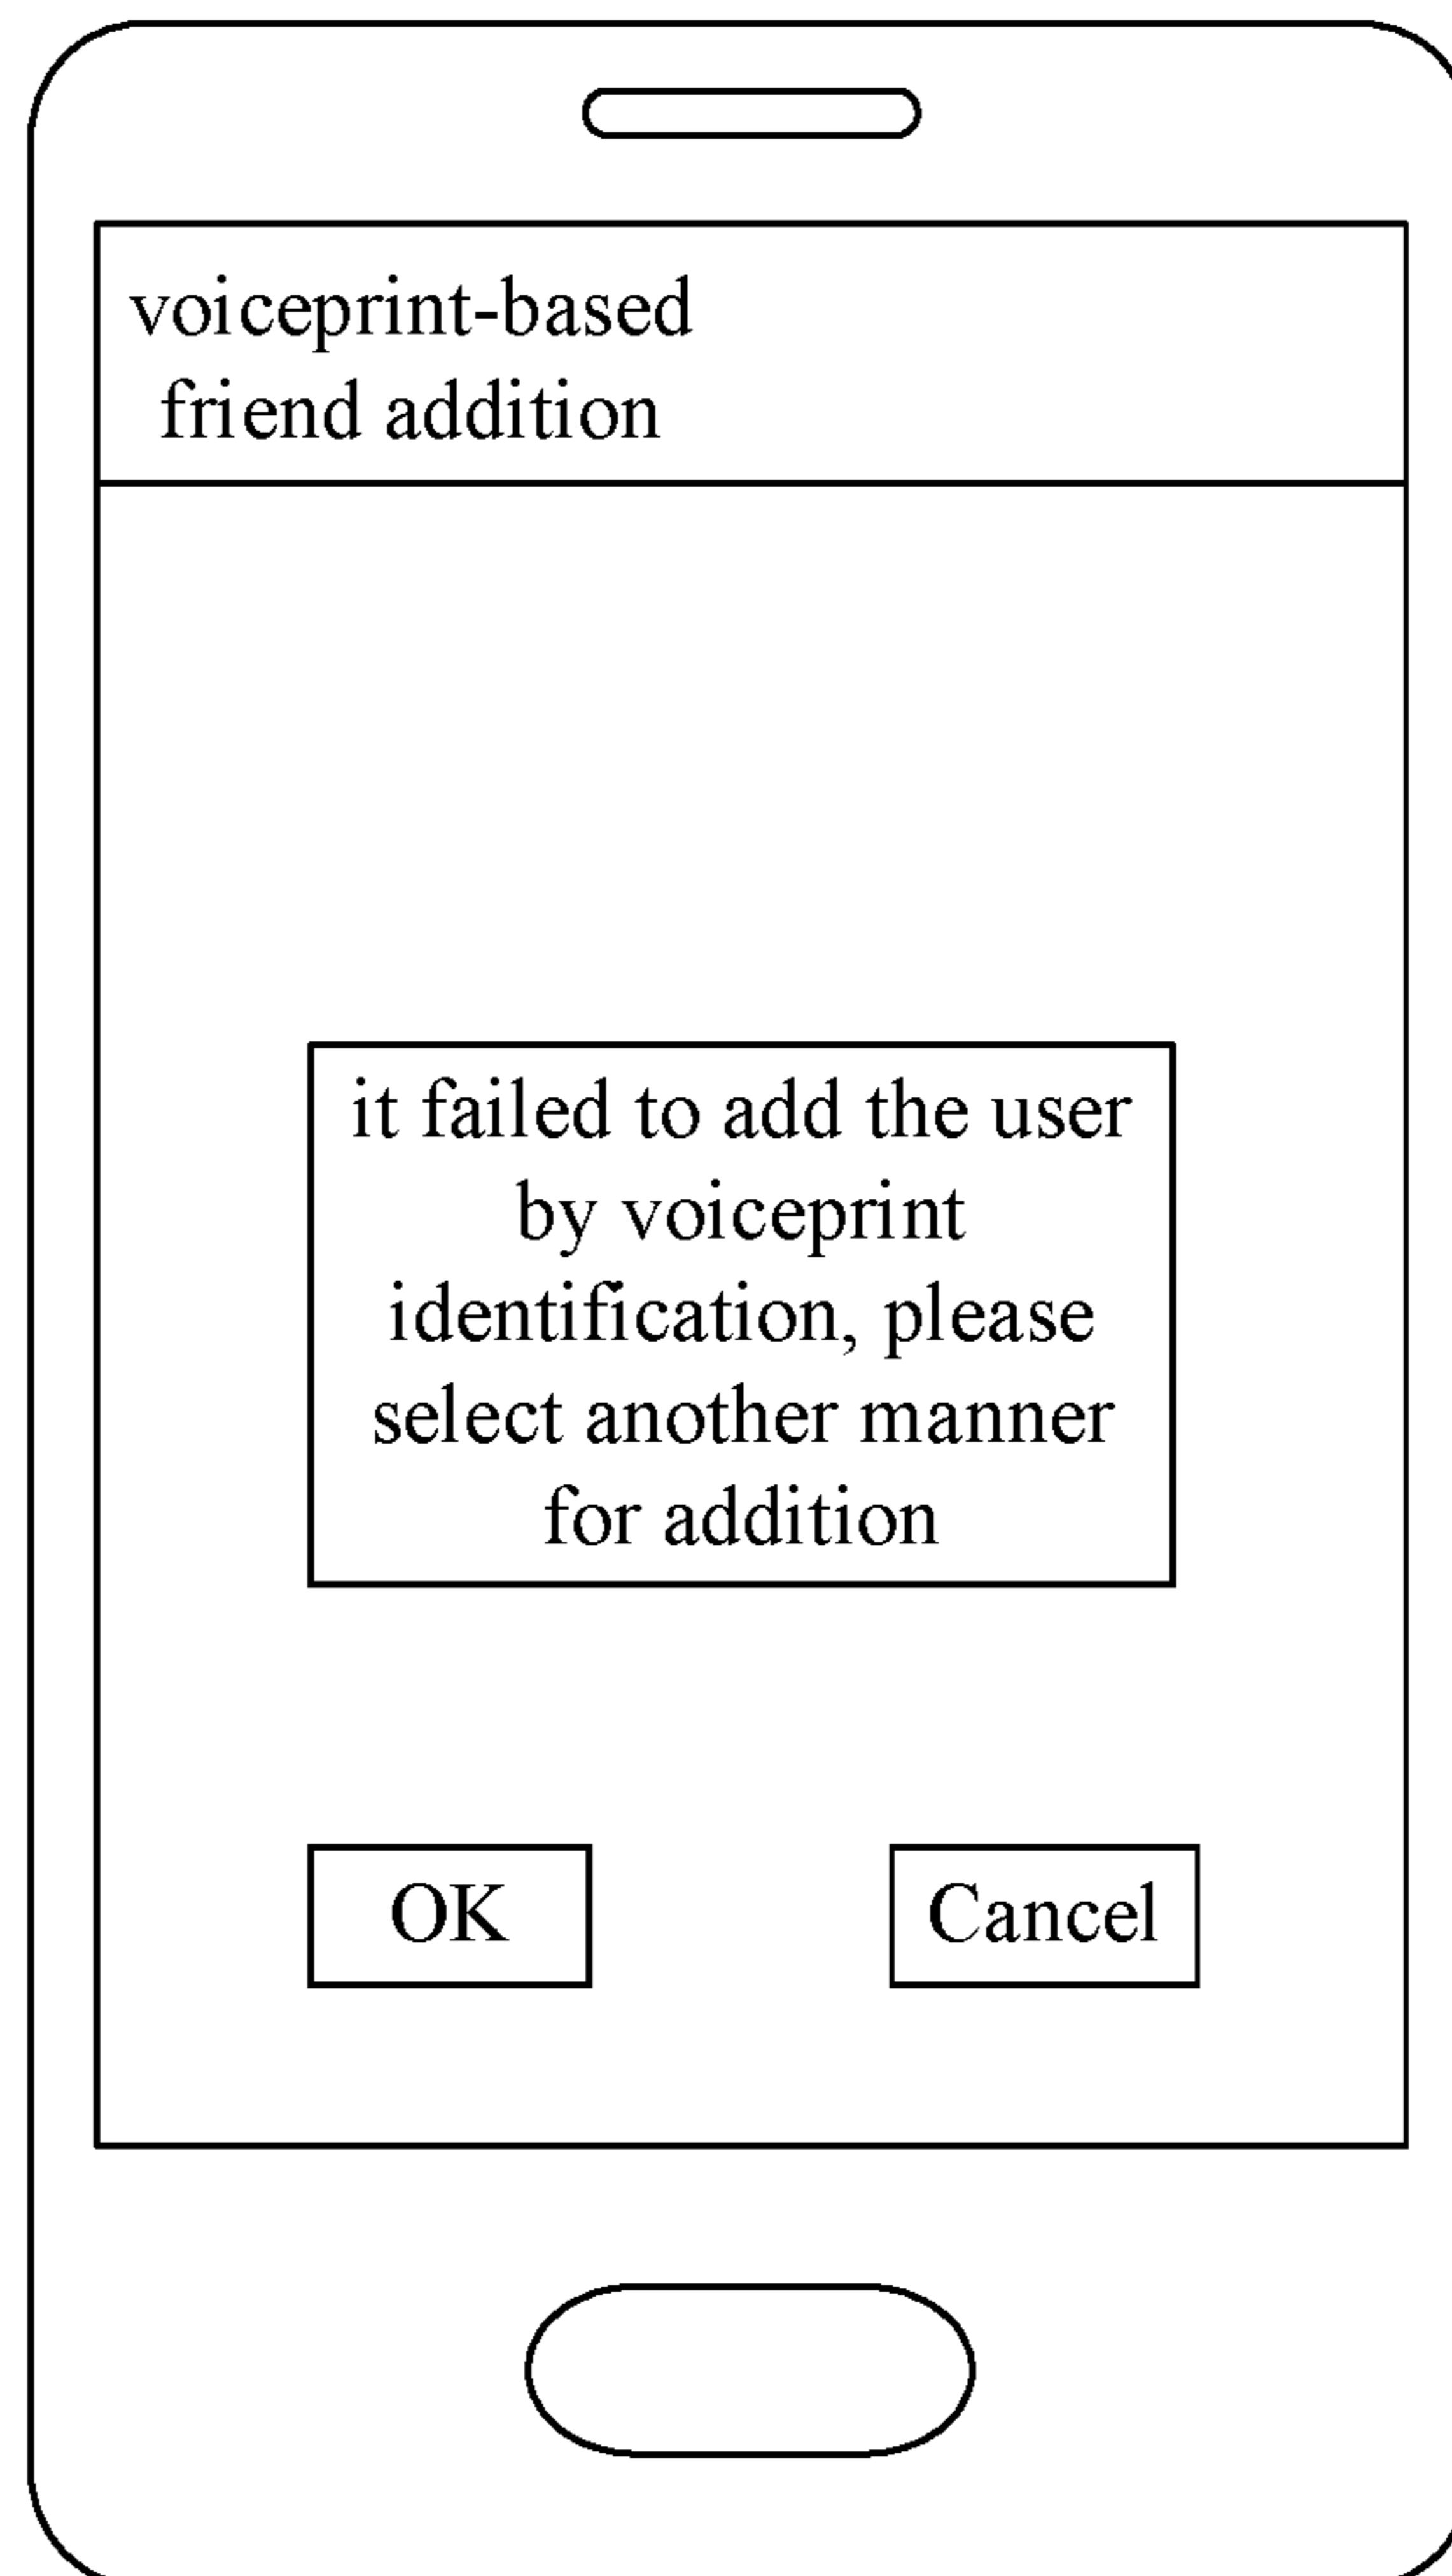 voiceprint-based
friend addition
it failed to add the user
by voiceprint
identification, please
select another manner
for addition
OK
Cancel